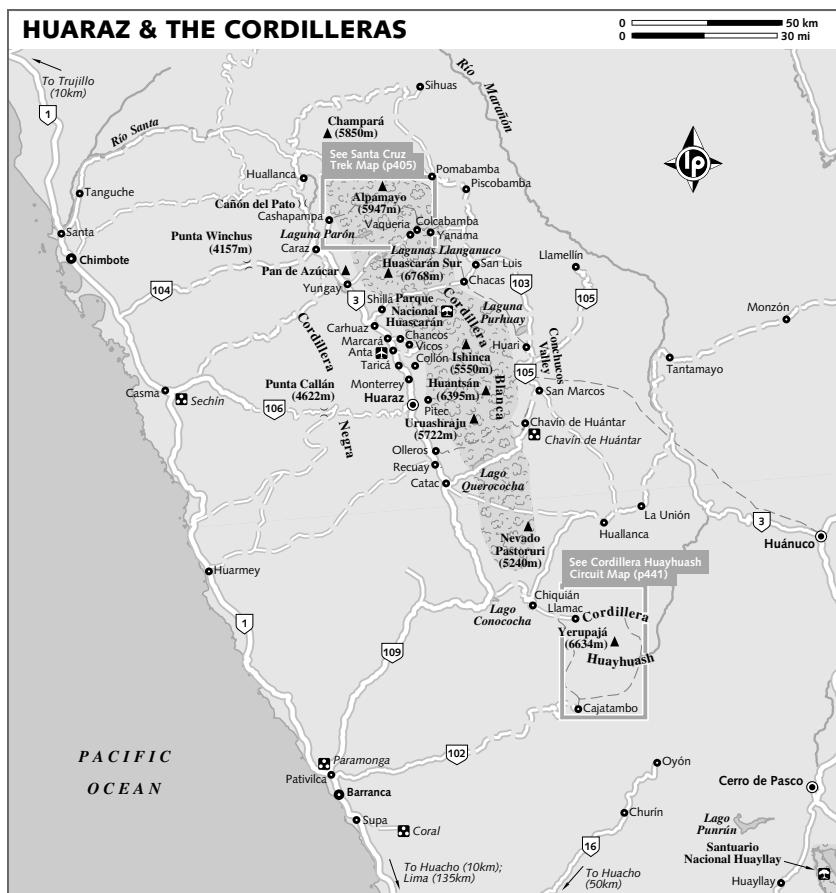 HUARAZ & THE CORDILLERAS
0 50 km
0 30 mi
To Trujillo
(10km)
1
Río Santa
Río Marañón
Sihuas
Champará
(5850m)
See Santa Cruz
Trek Map (p405)
lp
Huallanca
Pomabamba
Piscobamba
Tanguche
Alpamayo
(5947m)
Cañón del Pato
Cashapampa
Colcabamba
Vaquería
Yanama
Santa
Punta Winchus
(4157m)
Laguna Parón
Caraz
Lagunas Llanganuco
Chimbote
Huascarán Sur
(6768m)
San Luis
Llamellín
Pan de Azúcar
Yungay
Chacas
103
104
3
Shilla
Parque
Nacional
Huascarán
Cordillera
Blanca
Laguna
Purhuay
105
Monzón
Carhuaz
Cordillera
Negra
Marcará
Chancos
Vicos
Anta
Huari
Conchucos
Valley
Collón
Taricá
Ishinca
(5550m)
Tantamayo
105
Punta Callán
(4622m)
Monterrey
Huantsán
(6395m)
San Marcos
Casma
Sechín
106
Huaraz
Pitec
Uruashraju
(5722m)
Chavín de Huántar
Chavín de Huántar
Olleros
Recuay
Catac
Lago
Querococha
La Unión
Huallanca
3
Huánuco
Nevado
Pastoruri
(5240m)
Huarmey
See Cordillera Huayhuash
Circuit Map (p441)
Chiquián
Llamac
Lago
Conococha
Cordillera
Huayhuash
Yerupajá
(6634m)
1
109
Cajatambo
PACIFIC
OCEAN
102
Paramonga
Pativilca
Oyón
Cerro de Pasco
Barranca
Supa
Coral
Churín
Lago
Punrún
16
Santuario
Nacional Huayllay
To Huacho (10km);
Lima (135km)
To Huacho
(50km)
Huayllay